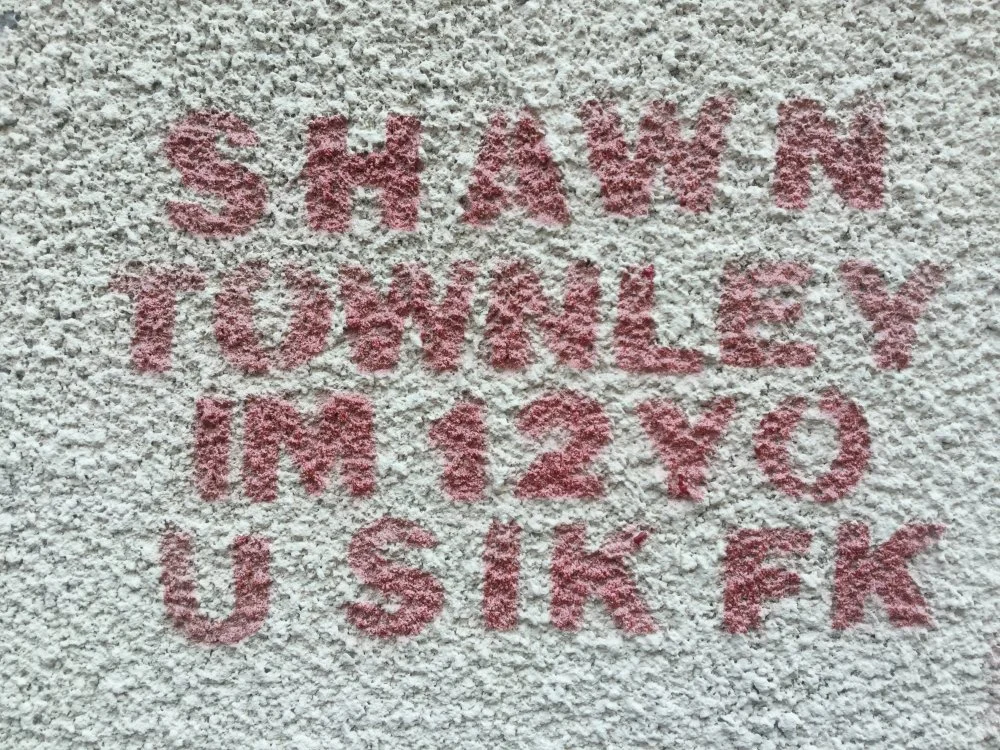 SHAWN
TOWNLEY
IM 12YO
U SIK FK